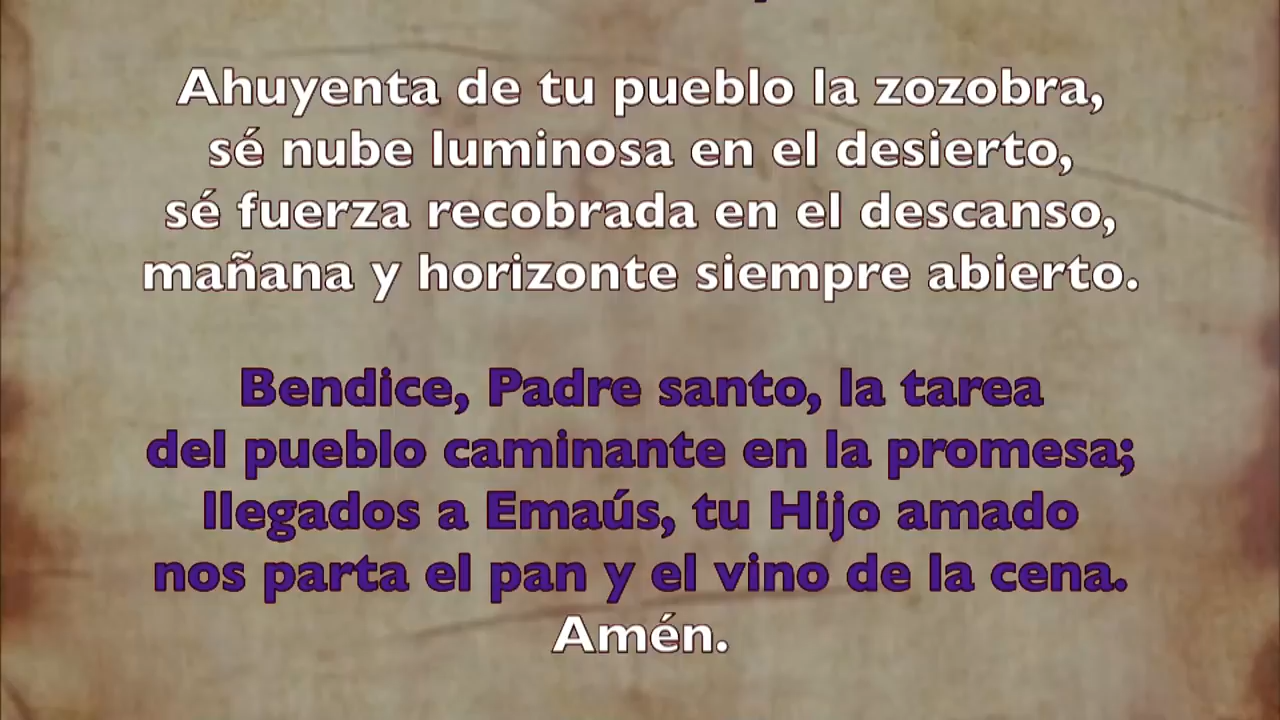 Ahuyenta de tu pueblo la zozobra,
sé nube luminosa en el desierto,
sé fuerza recobrada en el descanso,
mañana y horizonte siempre abierto.
Bendice, Padre santo, la tarea
del pueblo caminante en la promesa;
llegados a Emaús, tu Hijo amado
nos parta el pan y el vino de la cena.
Amén.